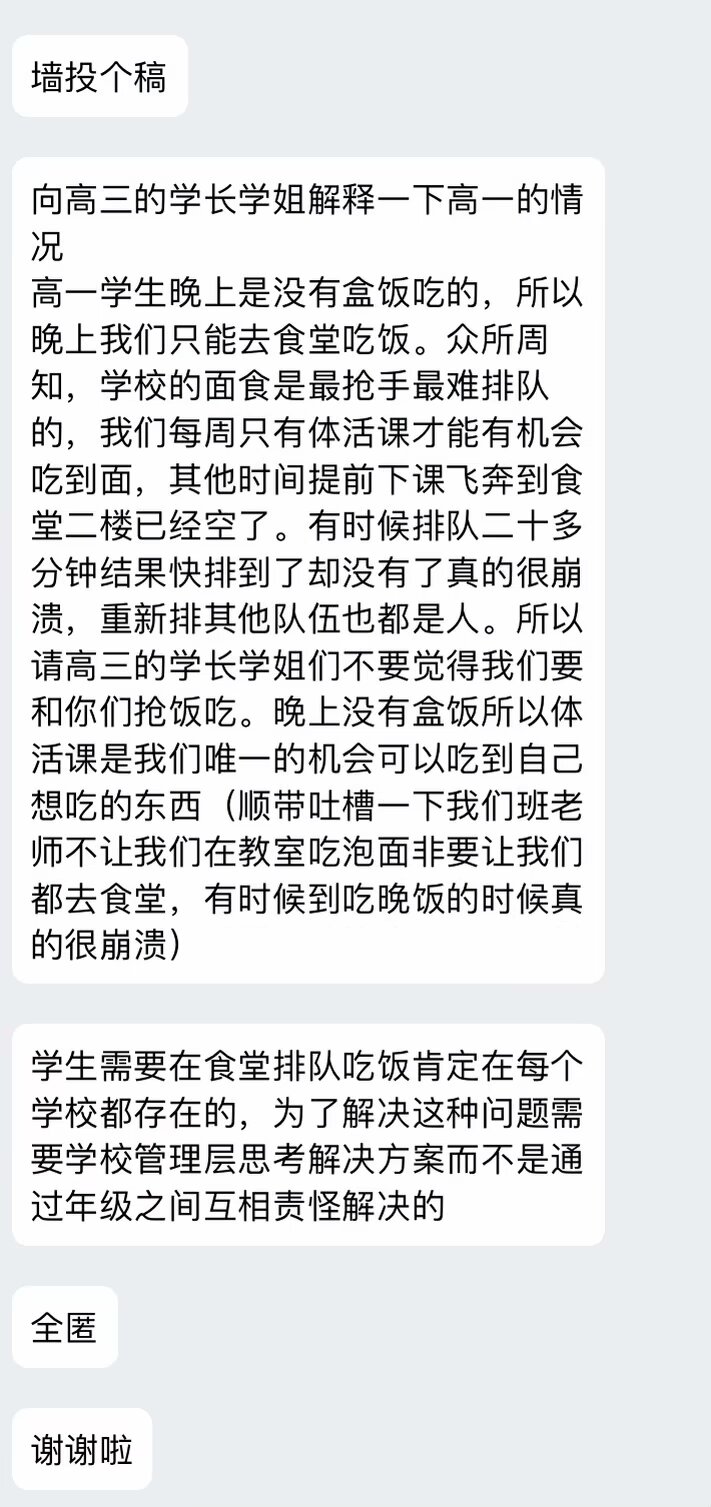 墙投个稿
向高三的学长学姐解释一下高一的情
况
高一学生晚上是没有盒饭吃的，所以
晚上我们只能去食堂吃饭。众所周
知，学校的面食是最抢手最难排队
的，我们每周只有体活课才能有机会
吃到面，其他时间提前下课飞奔到食
堂二楼已经空了。有时候排队二十多
分钟结果快排到了却没有了真的很崩
溃，重新排其他队伍也都是人。所以
请高三的学长学姐们不要觉得我们要
和你们抢饭吃。晚上没有盒饭所以体
活课是我们唯一的机会可以吃到自己
想吃的东西（顺带吐槽一下我们班老
师不让我们在教室吃泡面非要让我们
都去食堂，有时候到吃晚饭的时候真
的很崩溃）
学生需要在食堂排队吃饭肯定在每个
学校都存在的，为了解决这种问题需
要学校管理层思考解决方案而不是通
过年级之间互相责怪解决的
全匿
谢谢啦